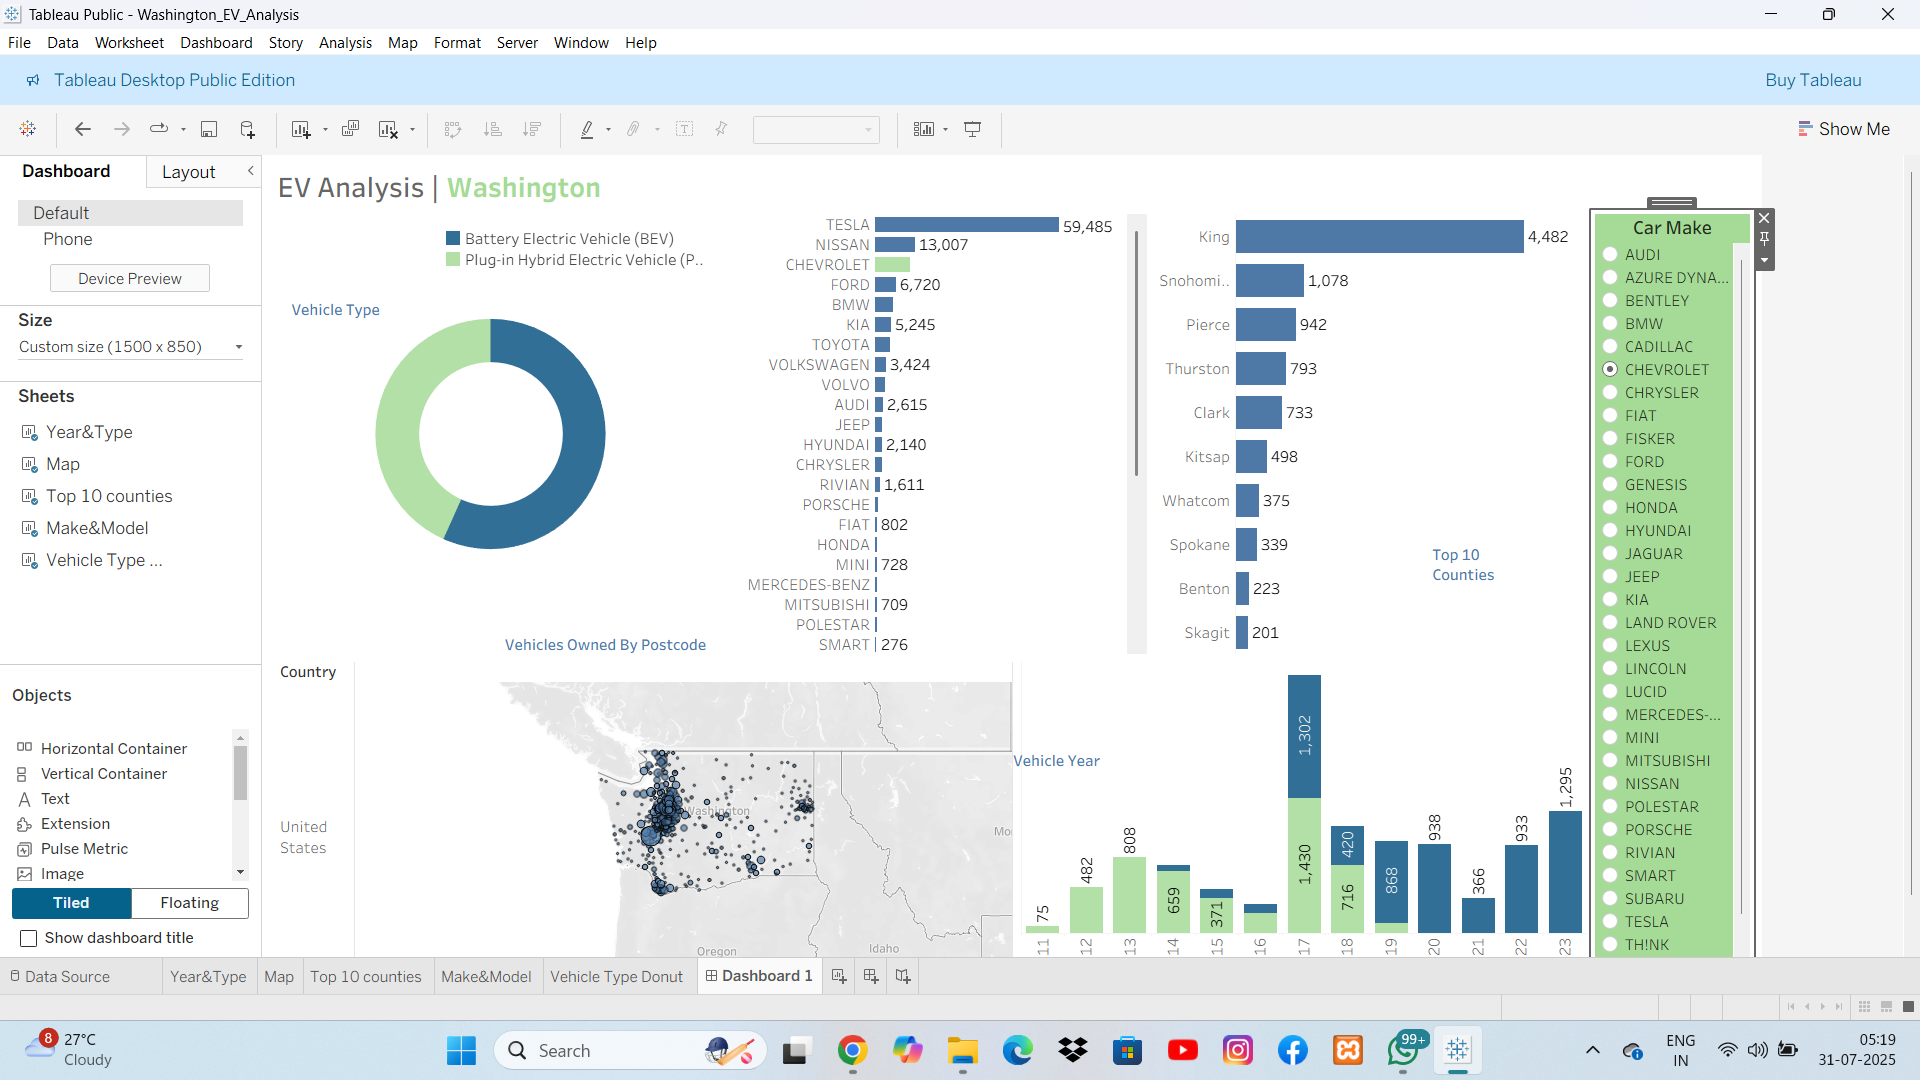 Tableau Public - Washington_EV_Analysis
File Data Worksheet Dashboard Story Analysis Map Format Server Window Help
Tableau Desktop Public Edition
Buy Tableau
Show Me
Dashboard
Layout
Default
Phone
Device Preview
Size
Custom size (1500 x 850)
Sheets
Year&Type
Map
Top 10 counties
Make&Model
Vehicle Type ...
Objects
Horizontal Container
Vertical Container
Text
Extension
Pulse Metric
Image
Tiled
Floating
Show dashboard title
EV Analysis | Washington
Battery Electric Vehicle (BEV)
Plug-in Hybrid Electric Vehicle (P..
Vehicle Type
TESLA 59,485
NISSAN 13,007
CHEVROLET
FORD 6,720
BMW
KIA 5,245
TOYOTA
VOLKSWAGEN 3,424
VOLVO
AUDI 2,615
JEEP
HYUNDAI 2,140
CHRYSLER
RIVIAN 1,611
PORSCHE
FIAT 802
HONDA
MINI 728
MERCEDES-BENZ
MITSUBISHI 709
POLESTAR
SMART 276
King 4,482
Snohomi.. 1,078
Pierce 942
Thurston 793
Clark 733
Kitsap 498
Whatcom 375
Spokane 339
Benton 223
Skagit 201
Top 10
Counties
Car Make
AUDI
AZURE DYNA...
BENTLEY
BMW
CADILLAC
CHEVROLET
CHRYSLER
FIAT
FISKER
FORD
GENESIS
HONDA
HYUNDAI
JAGUAR
JEEP
KIA
LAND ROVER
LEXUS
LINCOLN
LUCID
MERCEDES-...
MINI
MITSUBISHI
NISSAN
POLESTAR
PORSCHE
RIVIAN
SMART
SUBARU
TESLA
TH!NK
Vehicles Owned By Postcode
Country
United
States
Washington
Oregon
Idaho
Mo
Vehicle Year
75
482
808
659
371
1,302
1,430
420
716
868
938
366
933
1,295
11 12 13 14 15 16 17 18 19 20 21 22 23
Data Source
Year&Type
Map
Top 10 counties
Make&Model
Vehicle Type Donut
Dashboard 1
8
27°C
Cloudy
Search
99+
ENG
IN
05:19
31-07-2025